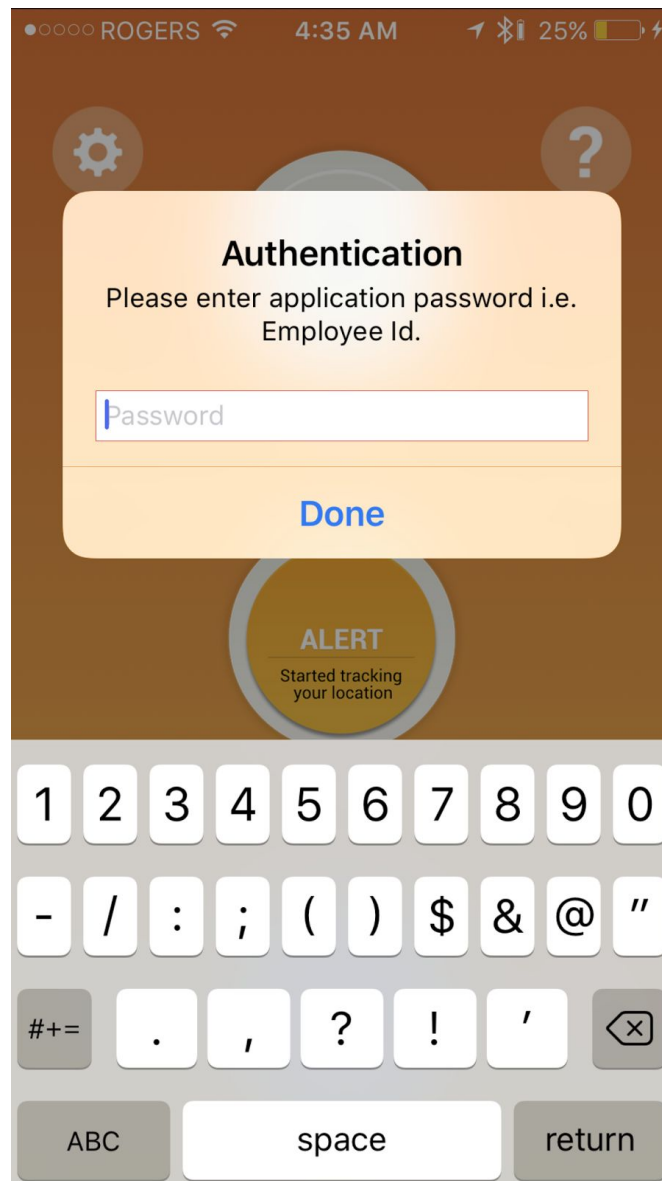 ROGERS 4:35 AM 25%
?
Authentication
Please enter application password i.e.
Employee Id.
Password
Done
ALERT
Started tracking
your location
1 2 3 4 5 6 7 8 9 0
- / : ; ( ) $ & @ "
#+= . , ? ! ’
ABC space return